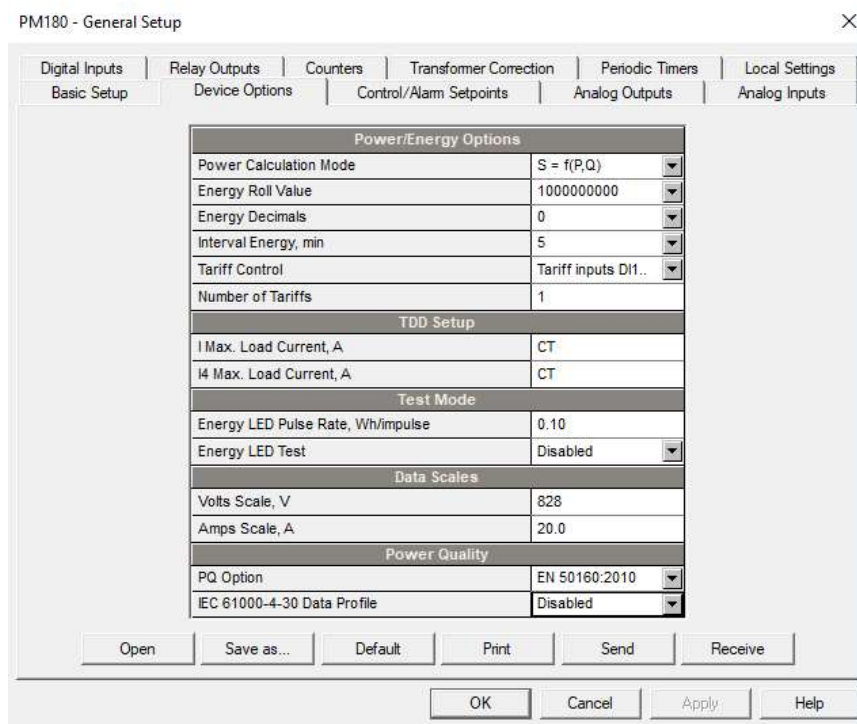 PM180 - General Setup
Digital Inputs Relay Outputs Counters Transformer Correction Periodic Timers Local Settings
Basic Setup Device Options Control/Alarm Setpoints Analog Outputs Analog Inputs
Power/Energy Options
Power Calculation Mode S = f(P,Q)
Energy Roll Value 1000000000
Energy Decimals 0
Interval Energy, min 5
Tariff Control Tariff inputs DI1..
Number of Tariffs 1
TDD Setup
I Max. Load Current, A CT
I4 Max. Load Current, A CT
Test Mode
Energy LED Pulse Rate, Wh/impulse 0.10
Energy LED Test Disabled
Data Scales
Volts Scale, V 828
Amps Scale, A 20.0
Power Quality
PQ Option EN 50160:2010
IEC 61000-4-30 Data Profile Disabled
Open Save as... Default Print Send Receive
OK Cancel Apply Help